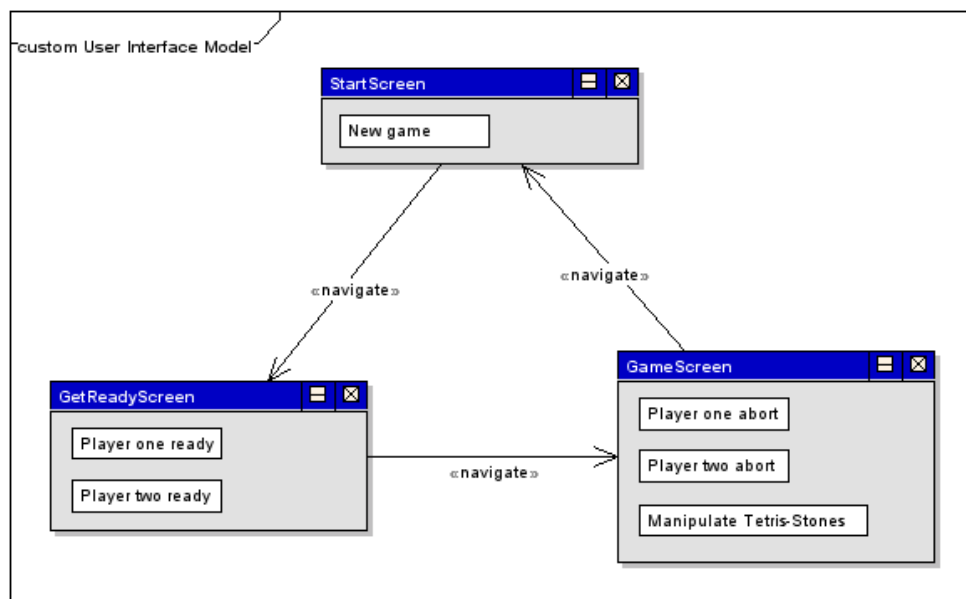 custom User Interface Model
StartScreen
New game
«navigate»
«navigate»
GetReadyScreen
Player one ready
Player two ready
«navigate»
GameScreen
Player one abort
Player two abort
Manipulate Tetris-Stones